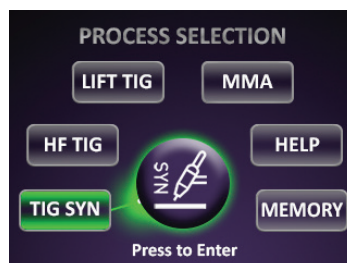 PROCESS SELECTION
LIFT TIG
MMA
HF TIG
HELP
SYN
TIG SYN
MEMORY
Press to Enter